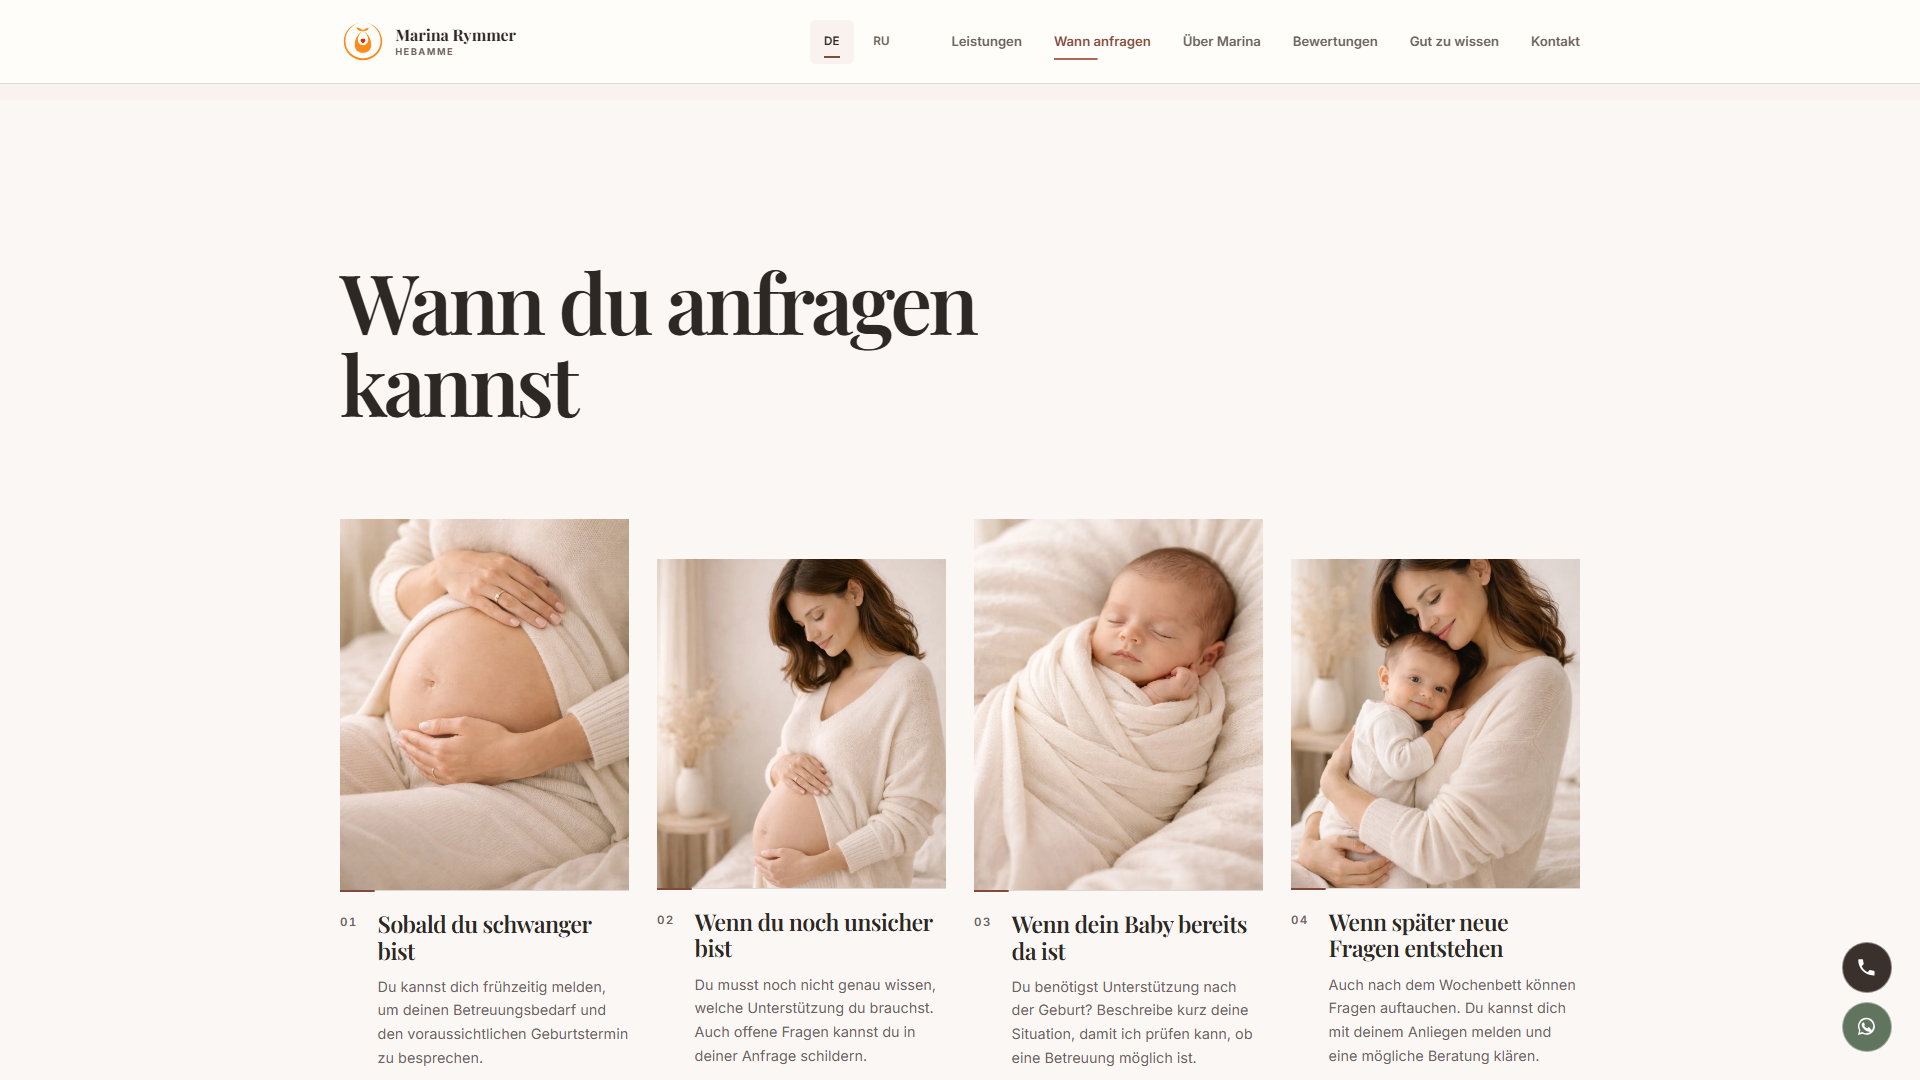 Marina Rymmer
HEBAMME
DE
RU
Leistungen
Wann anfragen
Über Marina
Bewertungen
Gut zu wissen
Kontakt
Wann du anfragen
kannst
01
Sobald du schwanger
bist
Du kannst dich frühzeitig melden,
um deinen Betreuungsbedarf und
den voraussichtlichen Geburtstermin
zu besprechen.
02
Wenn du noch unsicher
bist
Du musst noch nicht genau wissen,
welche Unterstützung du brauchst.
Auch offene Fragen kannst du in
deiner Anfrage schildern.
03
Wenn dein Baby bereits
da ist
Du benötigst Unterstützung nach
der Geburt? Beschreibe kurz deine
Situation, damit ich prüfen kann, ob
eine Betreuung möglich ist.
04
Wenn später neue
Fragen entstehen
Auch nach dem Wochenbett können
Fragen auftauchen. Du kannst dich
mit deinem Anliegen melden und
eine mögliche Beratung klären.